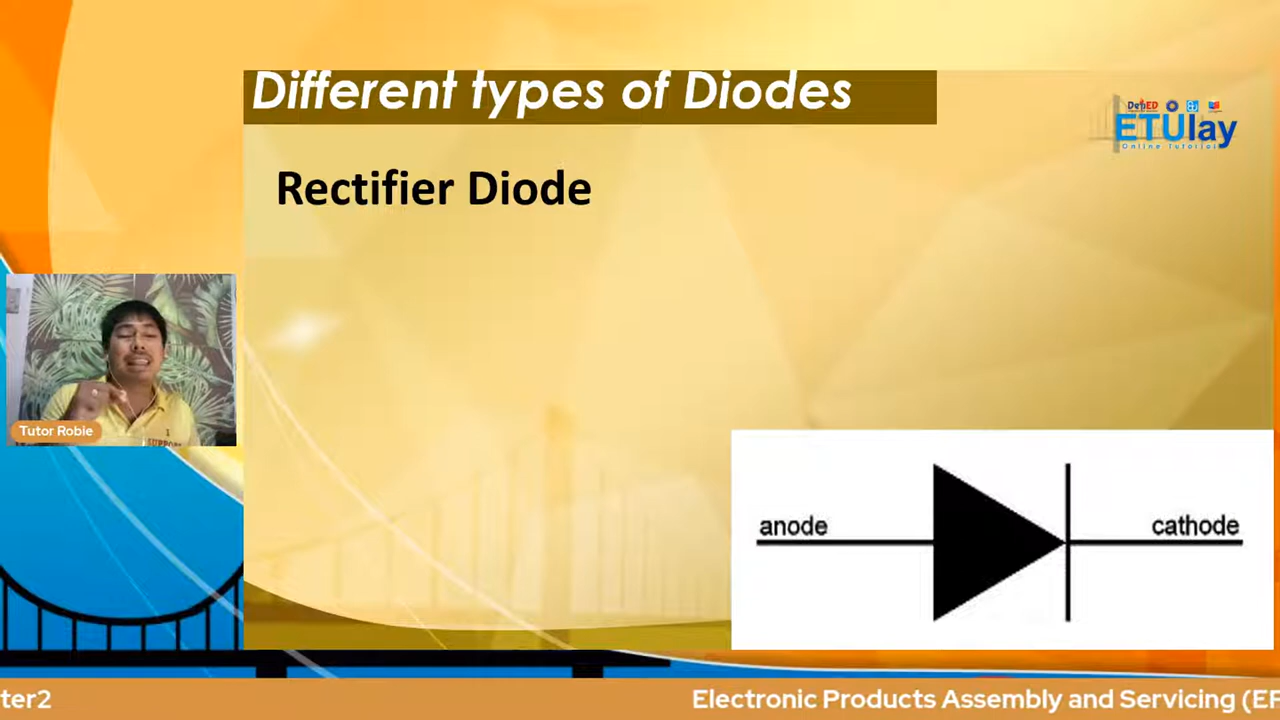 Different types of Diodes
DepED
ETUlay
Online Tutorial
Rectifier Diode
Tutor Robie
anode
cathode
ter2
Electronic Products Assembly and Servicing (EP